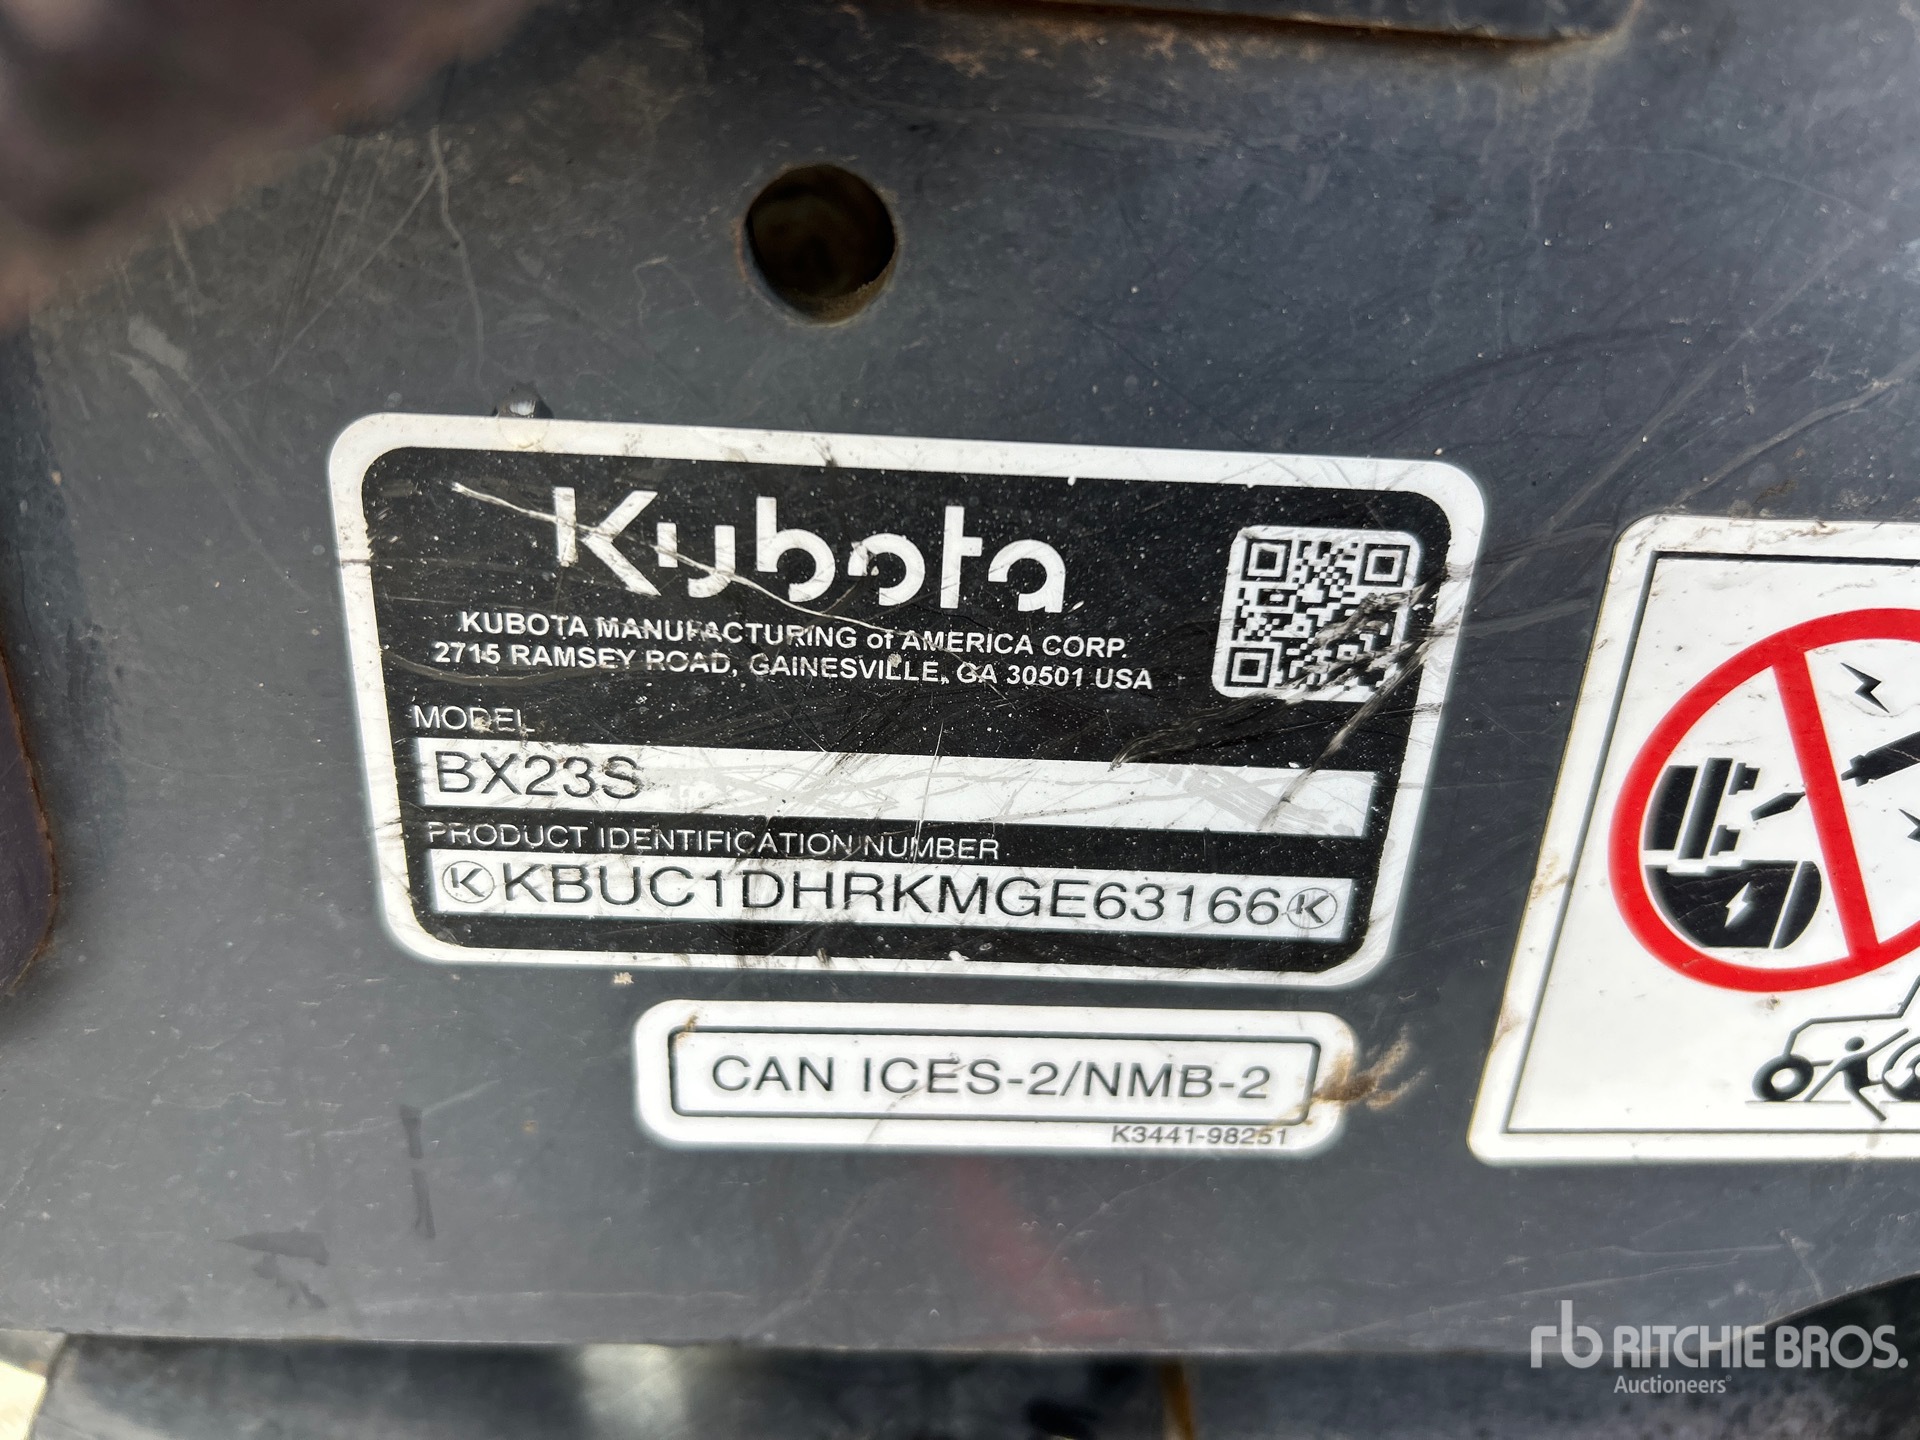 Kubota
KUBOTA MANUFACTURING of AMERICA CORP.
2715 RAMSEY ROAD, GAINESVILLE, GA 30501 USA
MODEL
BX23S
PRODUCT IDENTIFICATION NUMBER
K KBUC1DHRKMGE63166 K
CAN ICES-2/NMB-2
K3441-98251
rb RITCHIE BROS.
Auctioneers